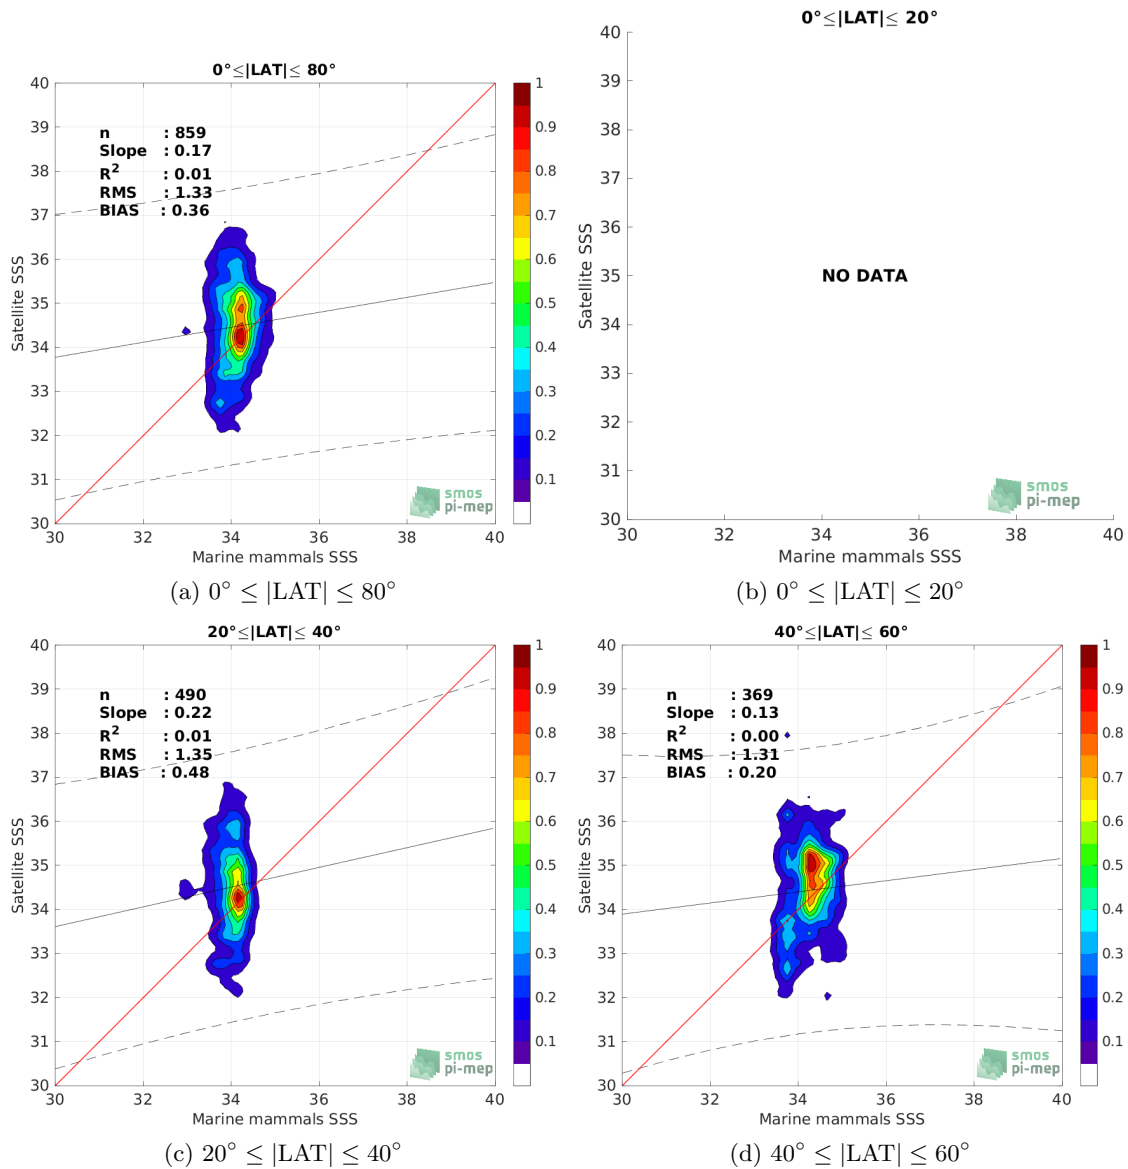 0°≤|LAT|≤ 80°
40
39
38
37
36
35
34
33
32
31
30
30
32
34
36
38
40
Satellite SSS
Marine mammals SSS
n : 859
Slope : 0.17
R² : 0.01
RMS : 1.33
BIAS : 0.36
1
0.9
0.8
0.7
0.6
0.5
0.4
0.3
0.2
0.1
smos
pi-mep
(a) 0° ≤ |LAT| ≤ 80°
0°≤|LAT|≤ 20°
40
39
38
37
36
35
34
33
32
31
30
30
32
34
36
38
40
Satellite SSS
Marine mammals SSS
NO DATA
smos
pi-mep
(b) 0° ≤ |LAT| ≤ 20°
20°≤|LAT|≤ 40°
40
39
38
37
36
35
34
33
32
31
30
30
32
34
36
38
40
Satellite SSS
Marine mammals SSS
n : 490
Slope : 0.22
R² : 0.01
RMS : 1.35
BIAS : 0.48
1
0.9
0.8
0.7
0.6
0.5
0.4
0.3
0.2
0.1
smos
pi-mep
(c) 20° ≤ |LAT| ≤ 40°
40°≤|LAT|≤ 60°
40
39
38
37
36
35
34
33
32
31
30
30
32
34
36
38
40
Satellite SSS
Marine mammals SSS
n : 369
Slope : 0.13
R² : 0.00
RMS : 1.31
BIAS : 0.20
1
0.9
0.8
0.7
0.6
0.5
0.4
0.3
0.2
0.1
smos
pi-mep
(d) 40° ≤ |LAT| ≤ 60°